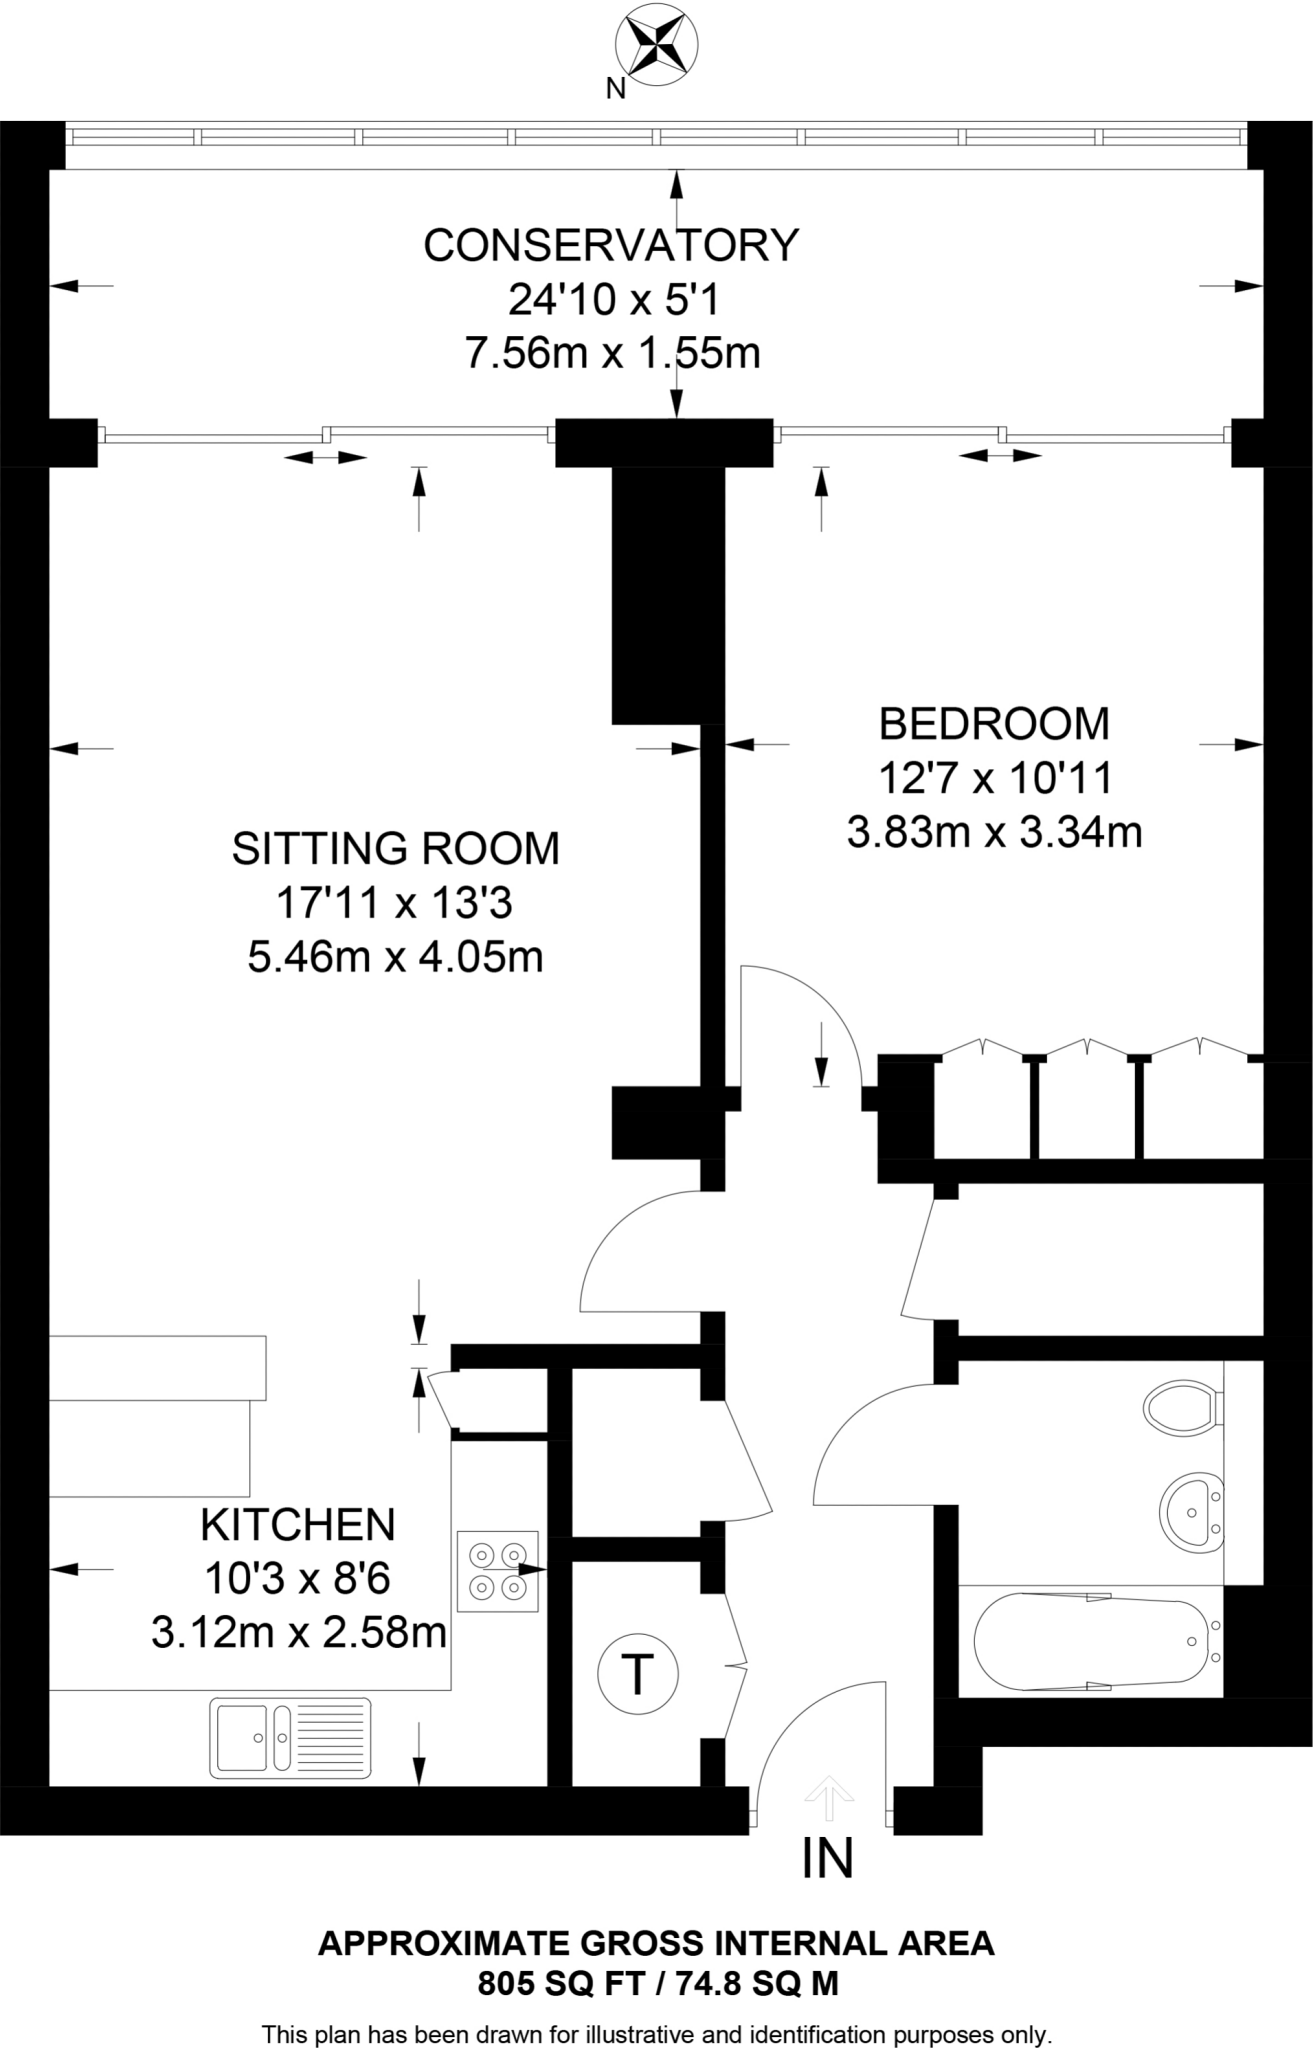 N
CONSERVATORY
24'10 x 5'1
7.56m x 1.55m
BEDROOM
12'7 x 10'11
3.83m x 3.34m
SITTING ROOM
17'11 x 13'3
5.46m x 4.05m
KITCHEN
10'3 x 8'6
3.12m x 2.58m
T
IN
APPROXIMATE GROSS INTERNAL AREA
805 SQ FT / 74.8 SQ M
This plan has been drawn for illustrative and identification purposes only.